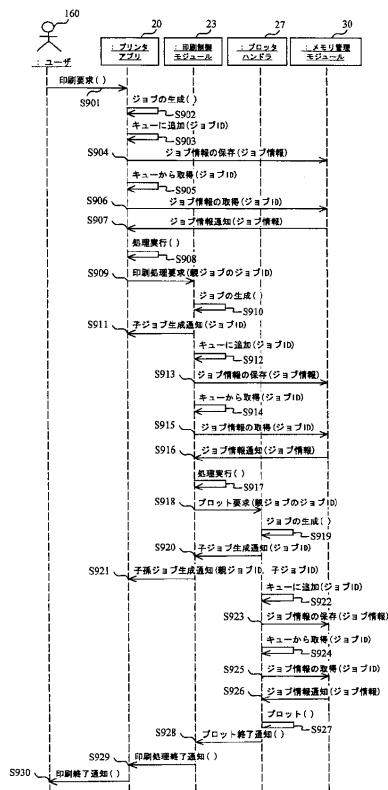 160
20
23
27
30
: プリンタ
アプリ
: 印刷制御
モジュール
: プロッタ
ハンドラ
: メモリ管理
モジュール
: ユーザ
印刷要求()
S901
ジョブの生成()
S902
キューに追加(ジョブID)
S903
S904
ジョブ情報の保存(ジョブ情報)
キューから取得(ジョブID)
S905
S906
ジョブ情報の取得(ジョブID)
S907
ジョブ情報通知(ジョブ情報)
処理実行()
S908
S909
印刷処理要求(親ジョブのジョブID)
ジョブの生成()
S910
S911
子ジョブ生成通知(ジョブID)
キューに追加(ジョブID)
S912
S913
ジョブ情報の保存(ジョブ情報)
キューから取得(ジョブID)
S914
S915
ジョブ情報の取得(ジョブID)
S916
ジョブ情報通知(ジョブ情報)
処理実行()
S917
S918
プロット要求(親ジョブのジョブID)
ジョブの生成()
S919
S920
子ジョブ生成通知(ジョブID)
S921
子孫ジョブ生成通知(親ジョブID、子ジョブID)
キューに追加(ジョブID)
S922
S923
ジョブ情報の保存(ジョブ情報)
キューから取得(ジョブID)
S924
S925
ジョブ情報の取得(ジョブID)
S926
ジョブ情報通知(ジョブ情報)
プロット()
S927
S928
プロット終了通知()
S929
印刷処理終了通知()
S930
印刷終了通知()